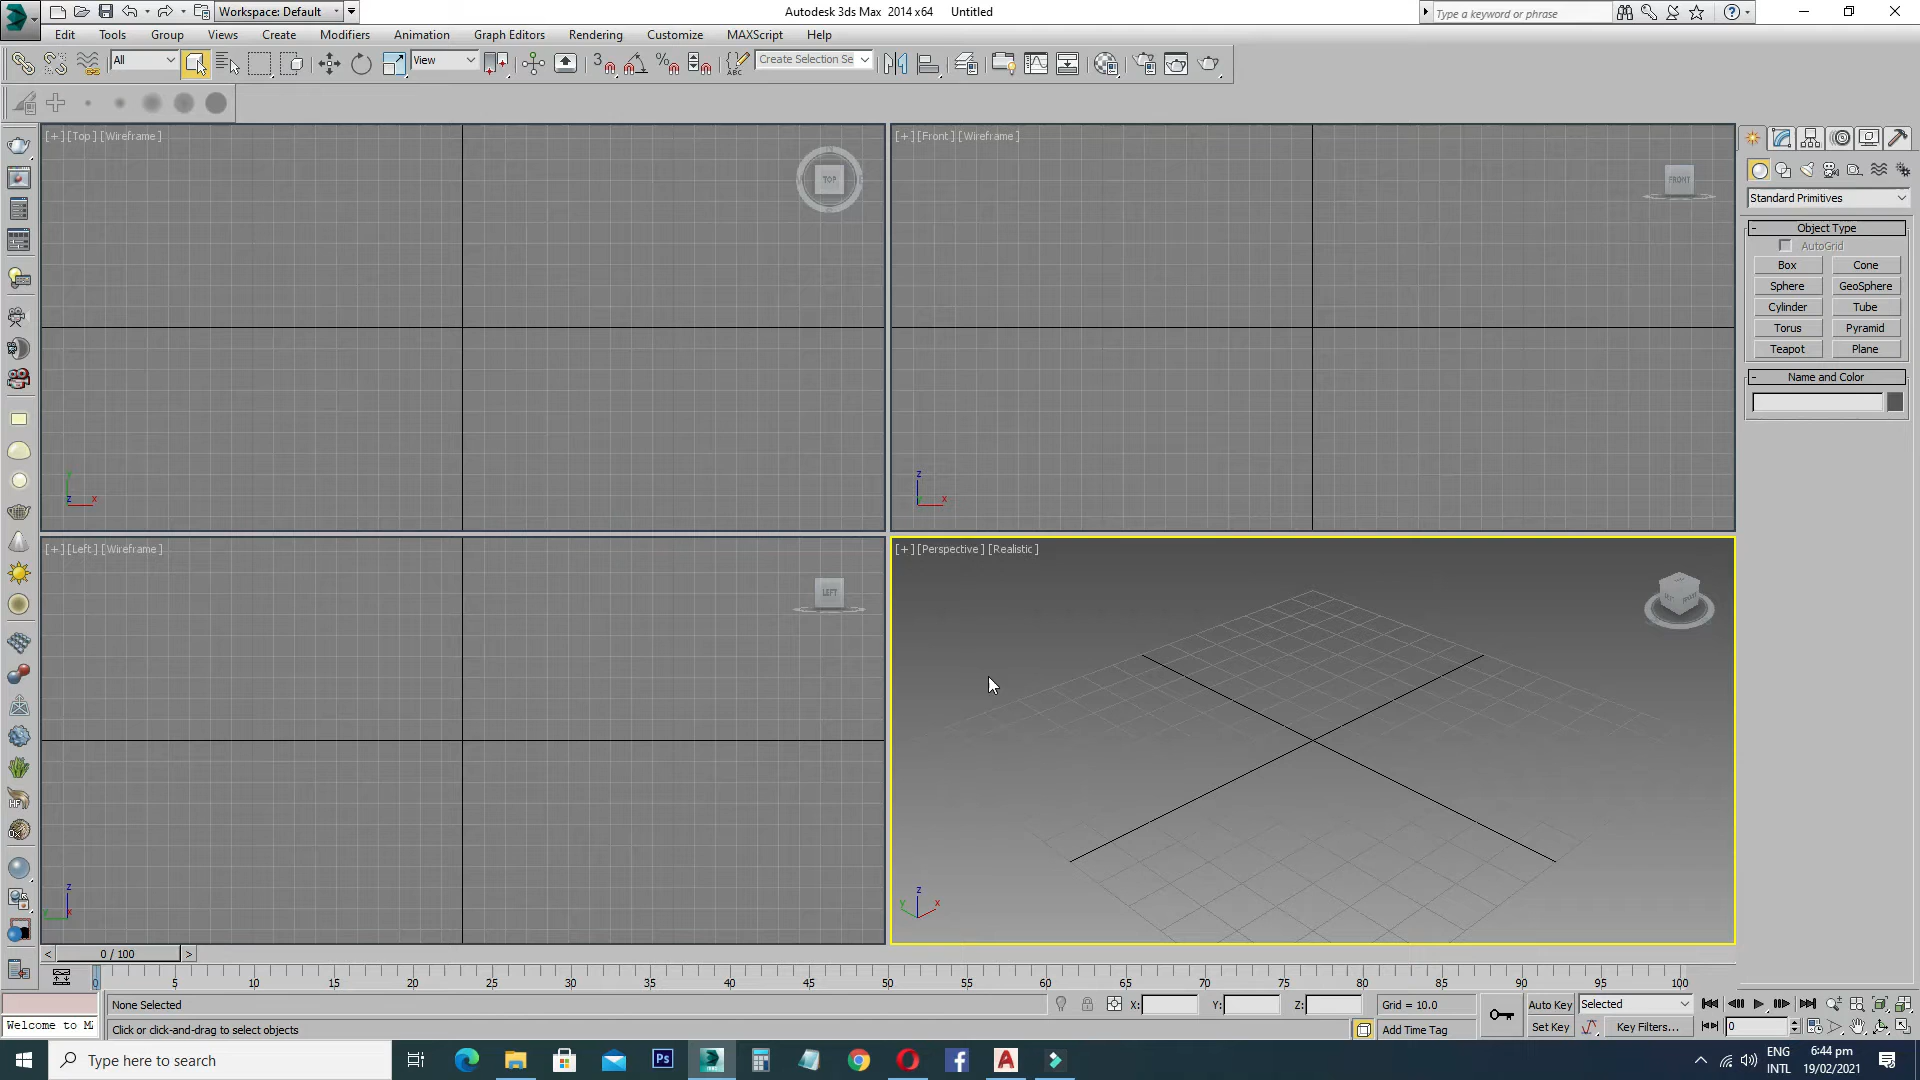 Workspace: Default
Autodesk 3ds Max 2014 x64 Untitled
Type a keyword or phrase
Edit Tools Group Views Create Modifiers Animation Graph Editors Rendering Customize MAXScript Help
All
View
3
Create Selection Se
[+][Top][Wireframe]
TOP
[+][Front][Wireframe]
FRONT
Standard Primitives
Object Type
AutoGrid
Box Cone
Sphere GeoSphere
Cylinder Tube
Torus Pyramid
Teapot Plane
Name and Color
z x
z x
[+][Left][Wireframe]
LEFT
[+][Perspective][Realistic]
z
y x
z
y x
0 / 100
0 5 10 15 20 25 30 35 40 45 50 55 60 65 70 75 80 85 90 95 100
None Selected
X: Y: Z:
Grid = 10.0
Auto Key
Selected
Welcome to M
Click or click-and-drag to select objects
Add Time Tag
Set Key
Key Filters...
0
Type here to search
Ps
ENG
INTL
6:44 pm
19/02/2021